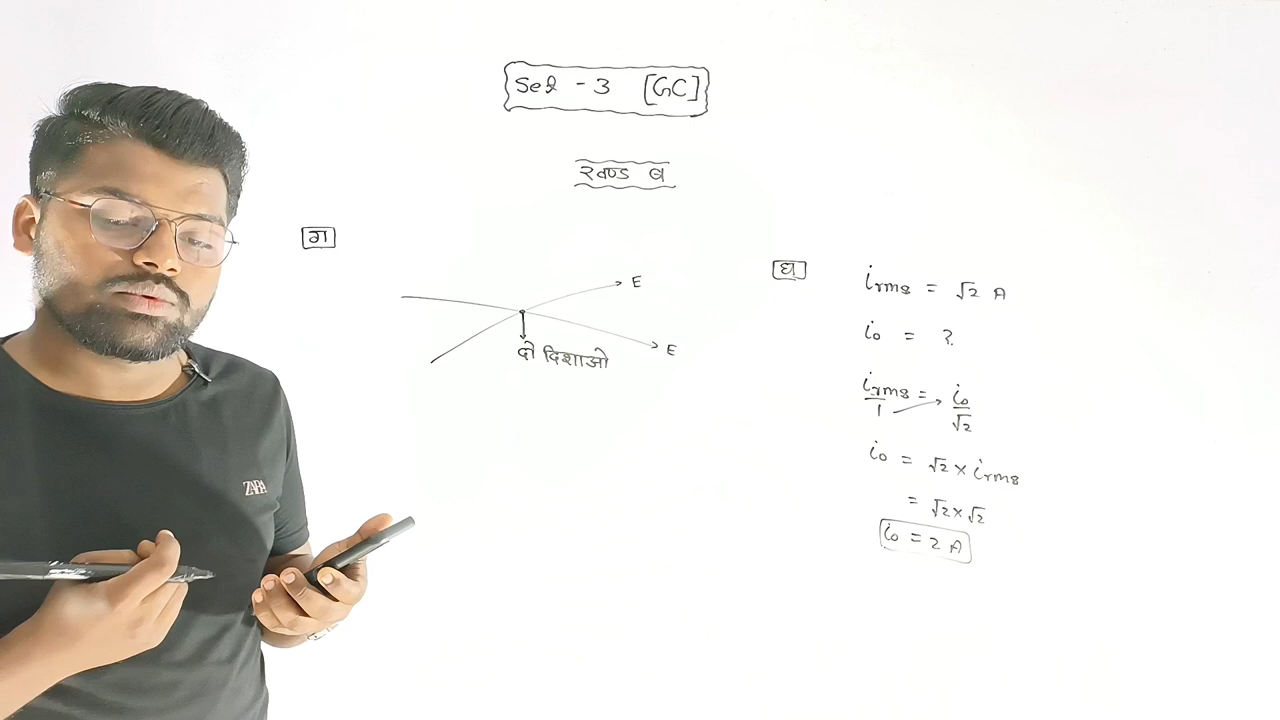 Set - 3 [GC]
खण्ड ब
ग
E
E
दो दिशाओ
घ
irms = √2 A
i₀ = ?
irms/1 = i₀/√2
i₀ = √2 × irms
= √2 × √2
i₀ = 2 A
ZARA